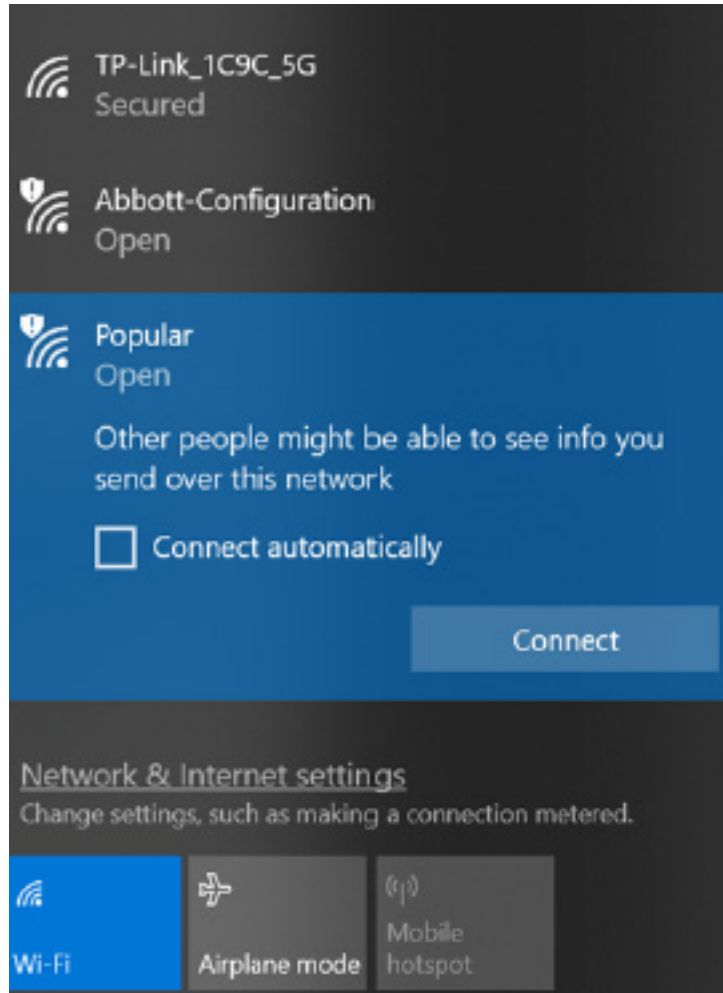 TP-Link_1C9C_5G
Secured
Abbott-Configuration
Open
Popular
Open
Other people might be able to see info you
send over this network
Connect automatically
Connect
Network & Internet settings
Change settings, such as making a connection metered.
Wi-Fi
Airplane mode
Mobile
hotspot